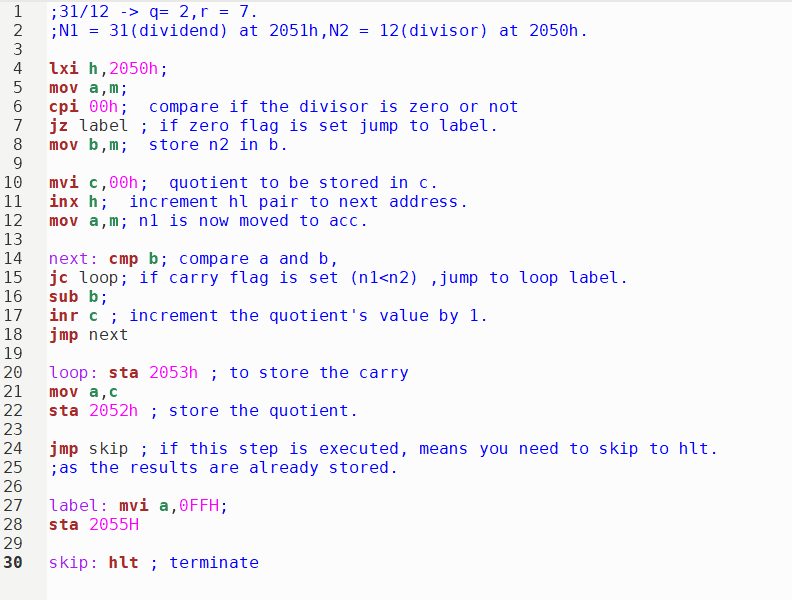 1 ;31/12 -> q= 2,r = 7.
2 ;N1 = 31(dividend) at 2051h,N2 = 12(divisor) at 2050h.
3
4 lxi h,2050h;
5 mov a,m;
6 cpi 00h;  compare if the divisor is zero or not
7 jz label ; if zero flag is set jump to label.
8 mov b,m;  store n2 in b.
9
10 mvi c,00h;  quotient to be stored in c.
11 inx h;  increment hl pair to next address.
12 mov a,m; n1 is now moved to acc.
13
14 next: cmp b; compare a and b,
15 jc loop; if carry flag is set (n1<n2) ,jump to loop label.
16 sub b;
17 inr c ; increment the quotient's value by 1.
18 jmp next
19
20 loop: sta 2053h ; to store the carry
21 mov a,c
22 sta 2052h ; store the quotient.
23
24 jmp skip ; if this step is executed, means you need to skip to hlt.
25 ;as the results are already stored.
26
27 label: mvi a,0FFH;
28 sta 2055H
29
30 skip: hlt ; terminate